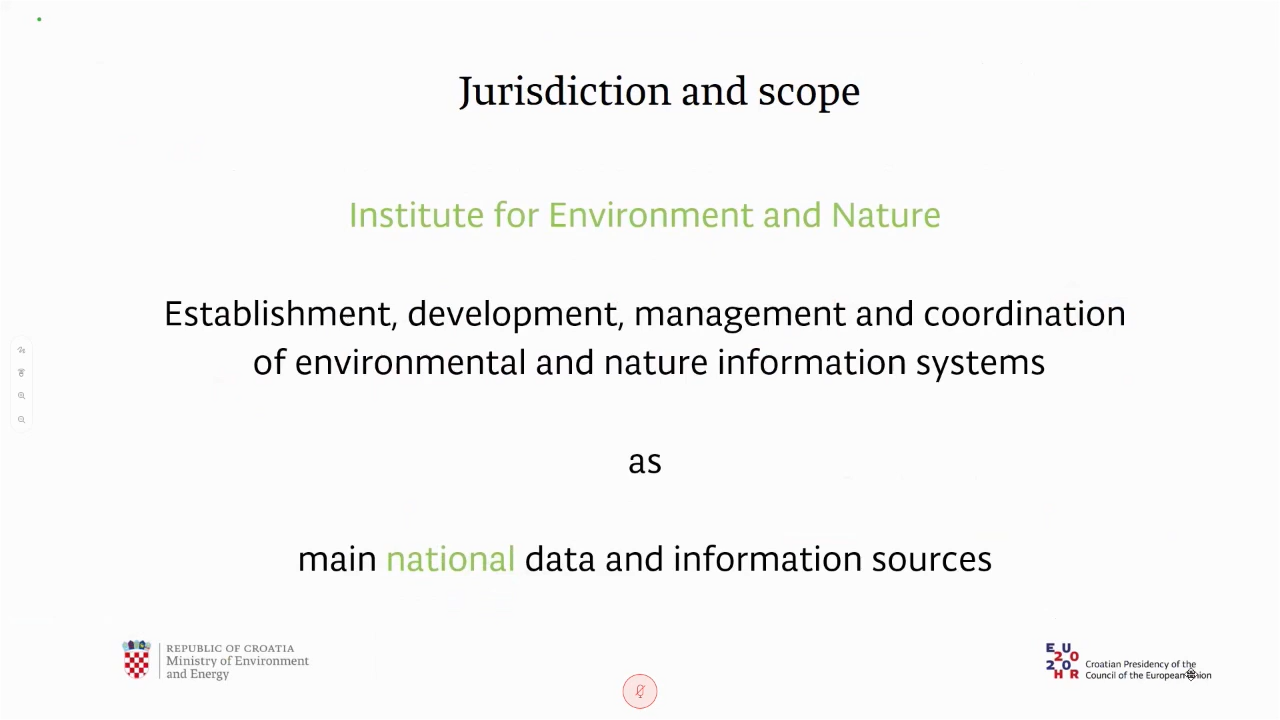 Jurisdiction and scope
Institute for Environment and Nature
Establishment, development, management and coordination
of environmental and nature information systems
as
main national data and information sources
REPUBLIC OF CROATIA
Ministry of Environment
and Energy
EU
20
20
HR
Croatian Presidency of the
Council of the European Union